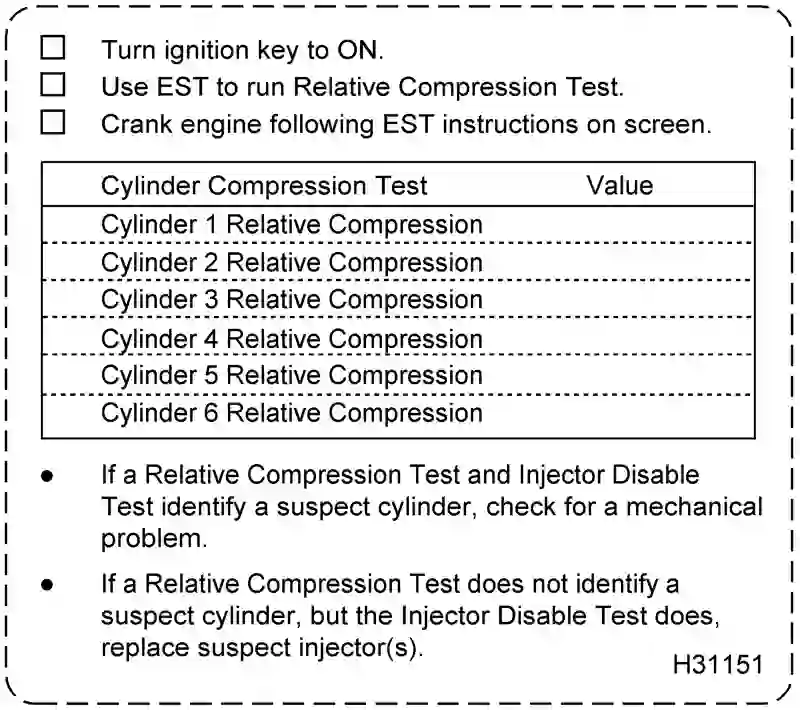 Turn ignition key to ON.
Use EST to run Relative Compression Test.
Crank engine following EST instructions on screen.
Cylinder Compression Test Value
Cylinder 1 Relative Compression
Cylinder 2 Relative Compression
Cylinder 3 Relative Compression
Cylinder 4 Relative Compression
Cylinder 5 Relative Compression
Cylinder 6 Relative Compression
• If a Relative Compression Test and Injector Disable
Test identify a suspect cylinder, check for a mechanical
problem.
• If a Relative Compression Test does not identify a
suspect cylinder, but the Injector Disable Test does,
replace suspect injector(s).
H31151